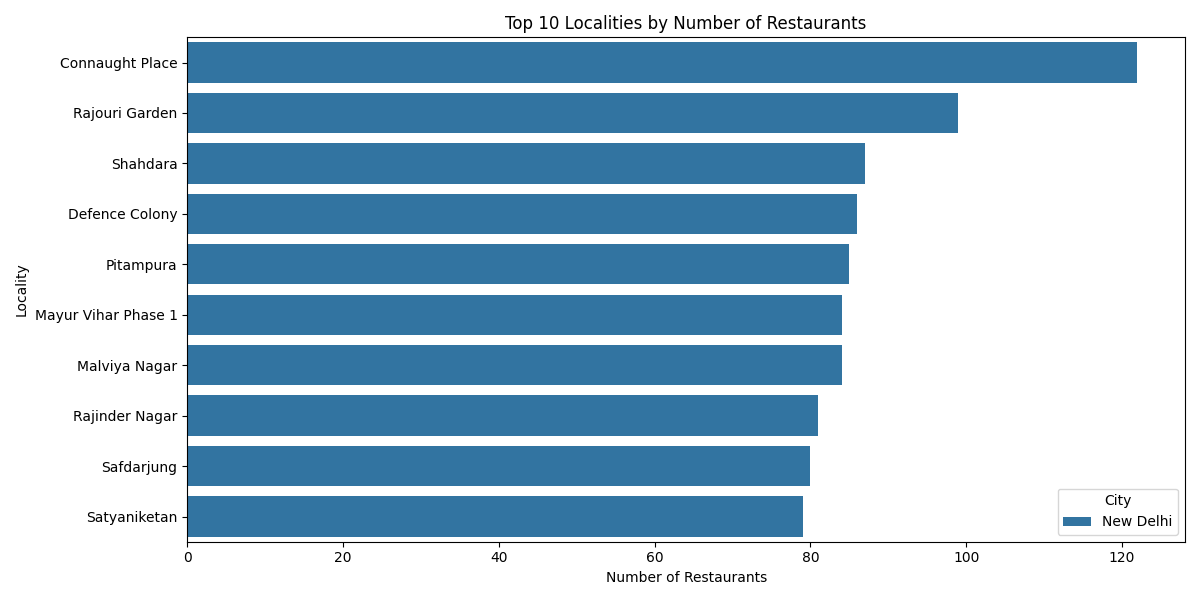 Top 10 Localities by Number of Restaurants
Locality
Connaught Place
Rajouri Garden
Shahdara
Defence Colony
Pitampura
Mayur Vihar Phase 1
Malviya Nagar
Rajinder Nagar
Safdarjung
Satyaniketan
City
New Delhi
0 20 40 60 80 100 120
Number of Restaurants